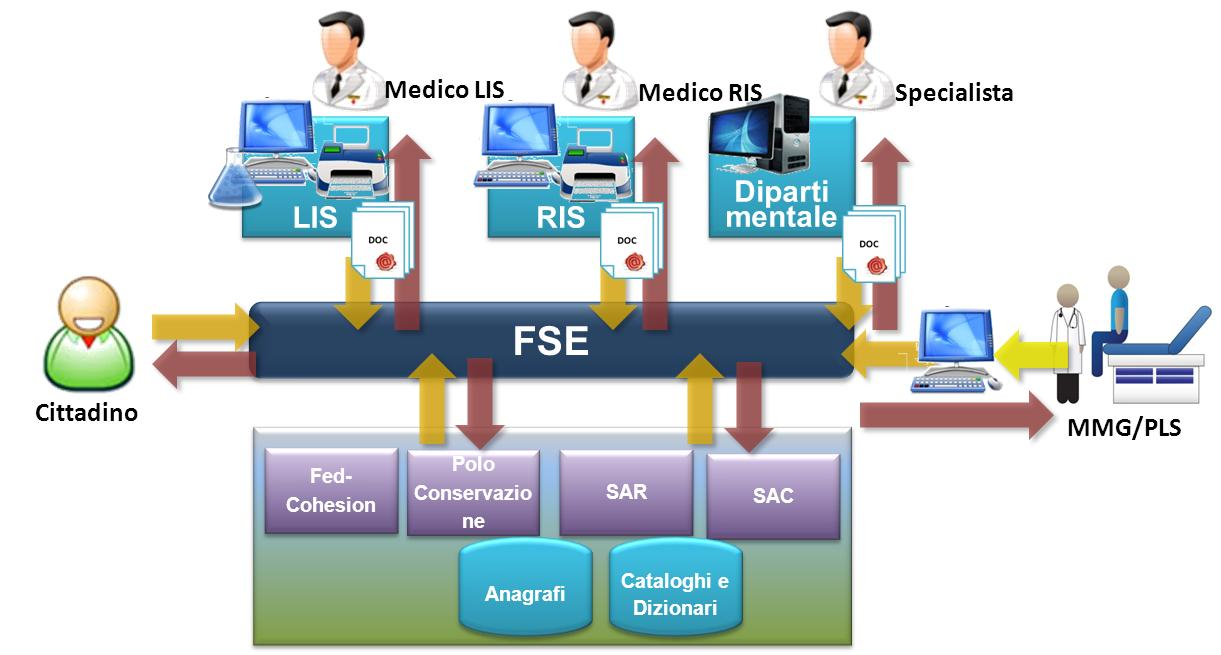 Medico LIS
Medico RIS
Specialista
LIS
RIS
Diparti
mentale
DOC
@
DOC
@
DOC
@
FSE
Cittadino
MMG/PLS
Fed-
Cohesion
Polo
Conservazio
ne
SAR
SAC
Anagrafi
Cataloghi e
Dizionari